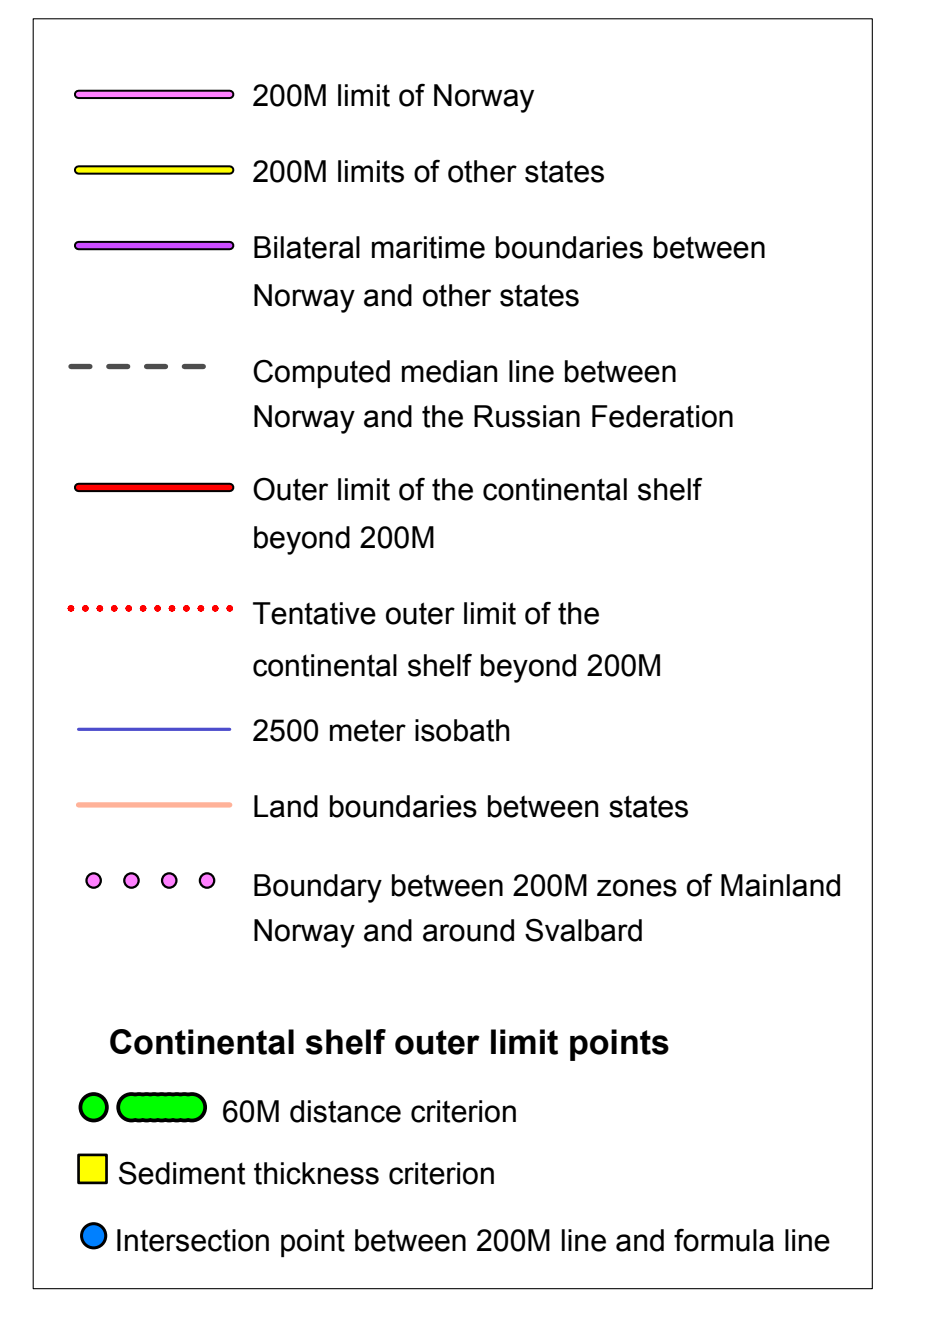 200M limit of Norway
200M limits of other states
Bilateral maritime boundaries between
Norway and other states
Computed median line between
Norway and the Russian Federation
Outer limit of the continental shelf
beyond 200M
Tentative outer limit of the
continental shelf beyond 200M
2500 meter isobath
Land boundaries between states
Boundary between 200M zones of Mainland
Norway and around Svalbard
Continental shelf outer limit points
60M distance criterion
Sediment thickness criterion
Intersection point between 200M line and formula line